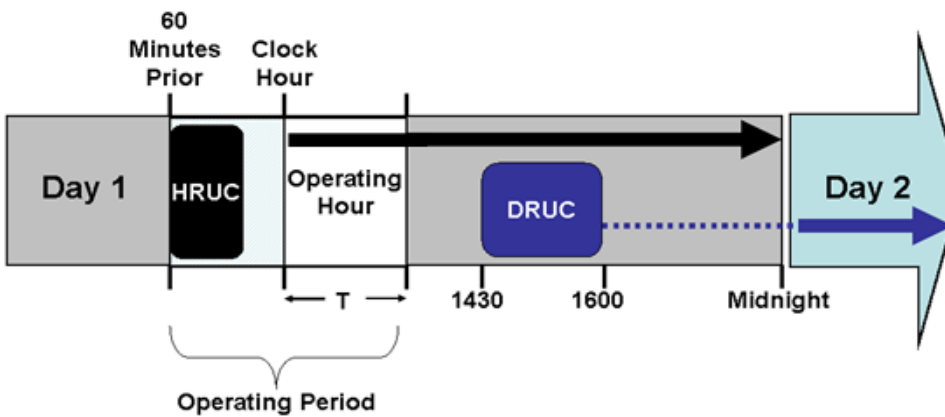 60
Minutes
Prior
Clock
Hour
Day 1
HRUC
Operating
Hour
DRUC
Day 2
T
1430
1600
Midnight
Operating Period